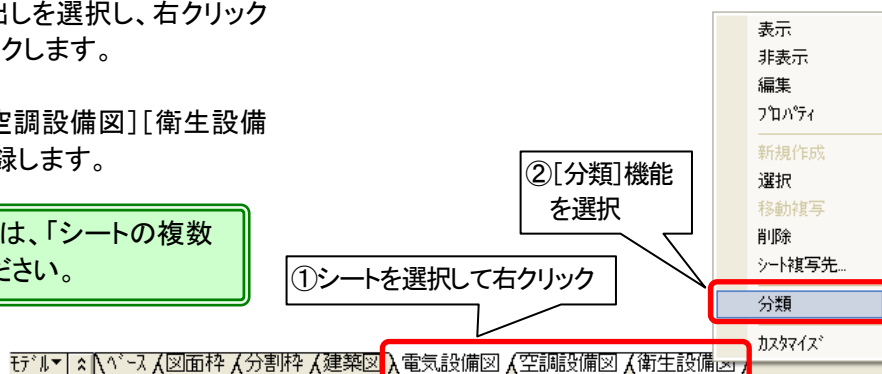 出しを選択し、右クリック
クします。
空調設備図][衛生設備
録します。
は、「シートの複数
ださい。
①シートを選択して右クリック
②[分類]機能
を選択
表示
非表示
編集
ﾌﾟﾛﾊﾟﾃｨ
新規作成
選択
移動複写
削除
ｼｰﾄ複写先...
分類
ｶｽﾀﾏｲｽﾞ
ﾓﾃﾞﾙ ﾍﾞｰｽ 図面枠 分割枠 建築図 電気設備図 空調設備図 衛生設備図